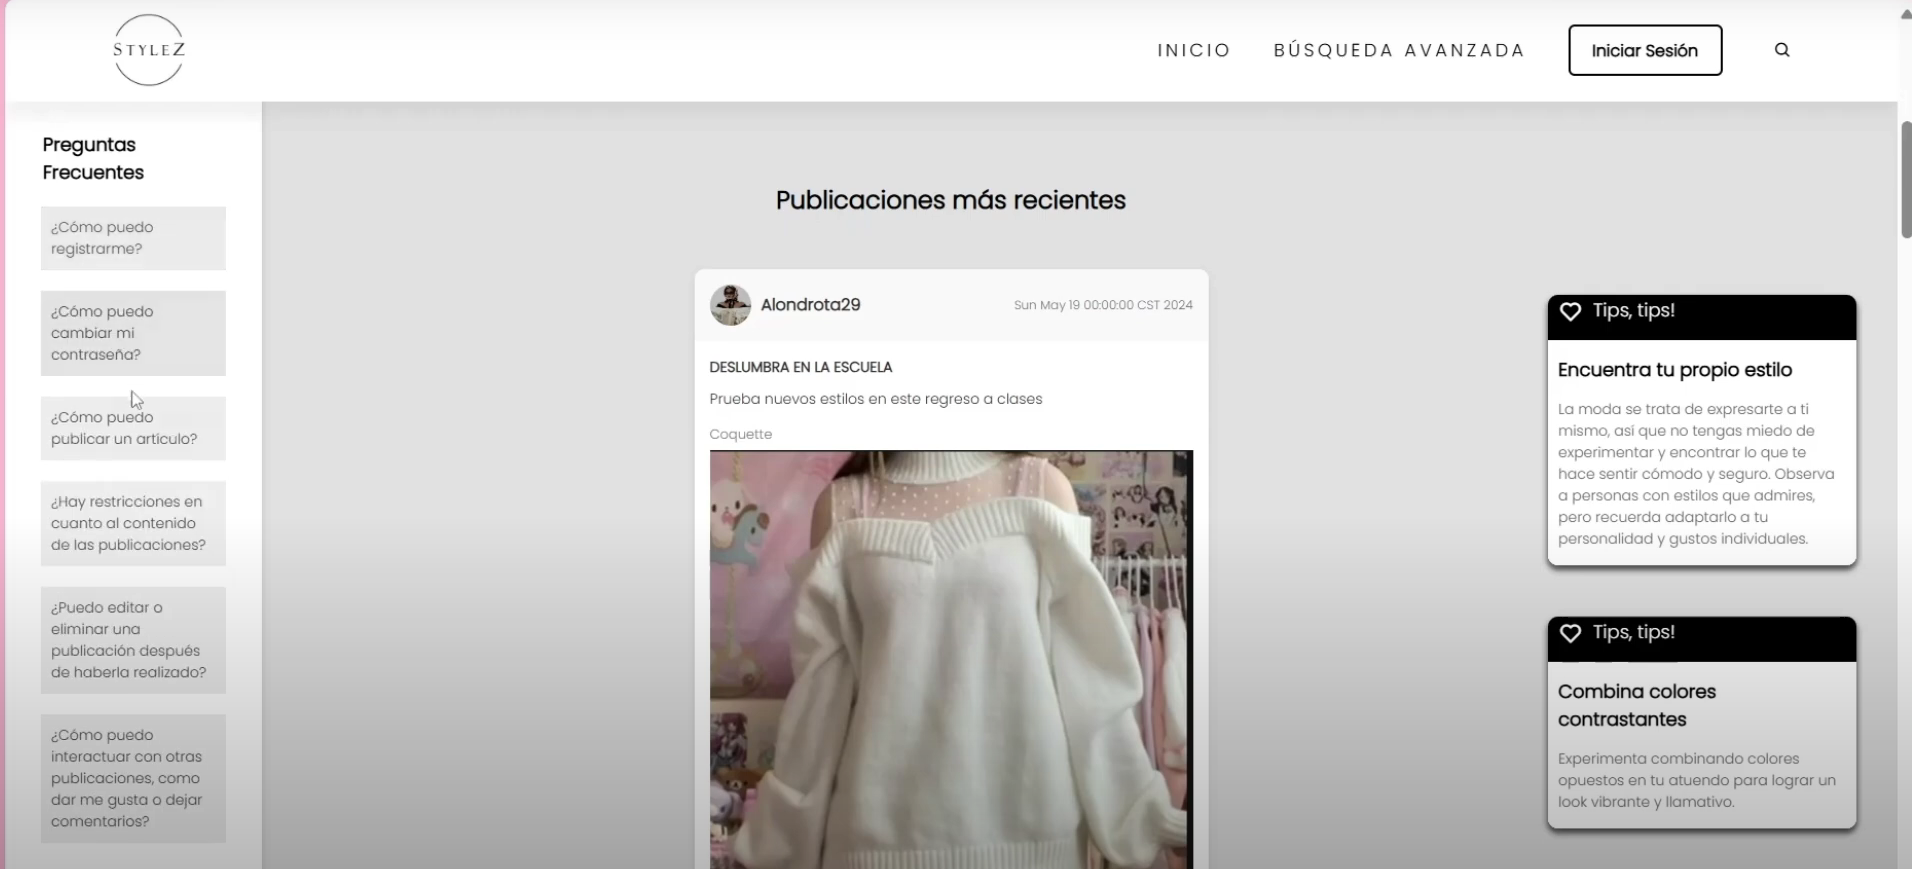 STYLEZ
INICIO
BÚSQUEDA AVANZADA
Iniciar Sesión
Preguntas
Frecuentes
¿Cómo puedo
registrarme?
¿Cómo puedo
cambiar mi
contraseña?
¿Cómo puedo
publicar un artículo?
¿Hay restricciones en
cuanto al contenido
de las publicaciones?
¿Puedo editar o
eliminar una
publicación después
de haberla realizado?
¿Cómo puedo
interactuar con otras
publicaciones, como
dar me gusta o dejar
comentarios?
Publicaciones más recientes
Alondrota29
Sun May 19 00:00:00 CST 2024
DESLUMBRA EN LA ESCUELA
Prueba nuevos estilos en este regreso a clases
Coquette
Tips, tips!
Encuentra tu propio estilo
La moda se trata de expresarte a ti
mismo, así que no tengas miedo de
experimentar y encontrar lo que te
hace sentir cómodo y seguro. Observa
a personas con estilos que admires,
pero recuerda adaptarlo a tu
personalidad y gustos individuales.
Tips, tips!
Combina colores
contrastantes
Experimenta combinando colores
opuestos en tu atuendo para lograr un
look vibrante y llamativo.